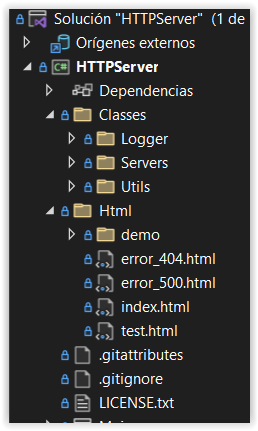 Solución "HTTPServer" (1 de
Orígenes externos
HTTPServer
Dependencias
Classes
Logger
Servers
Utils
Html
demo
error_404.html
error_500.html
index.html
test.html
.gitattributes
.gitignore
LICENSE.txt